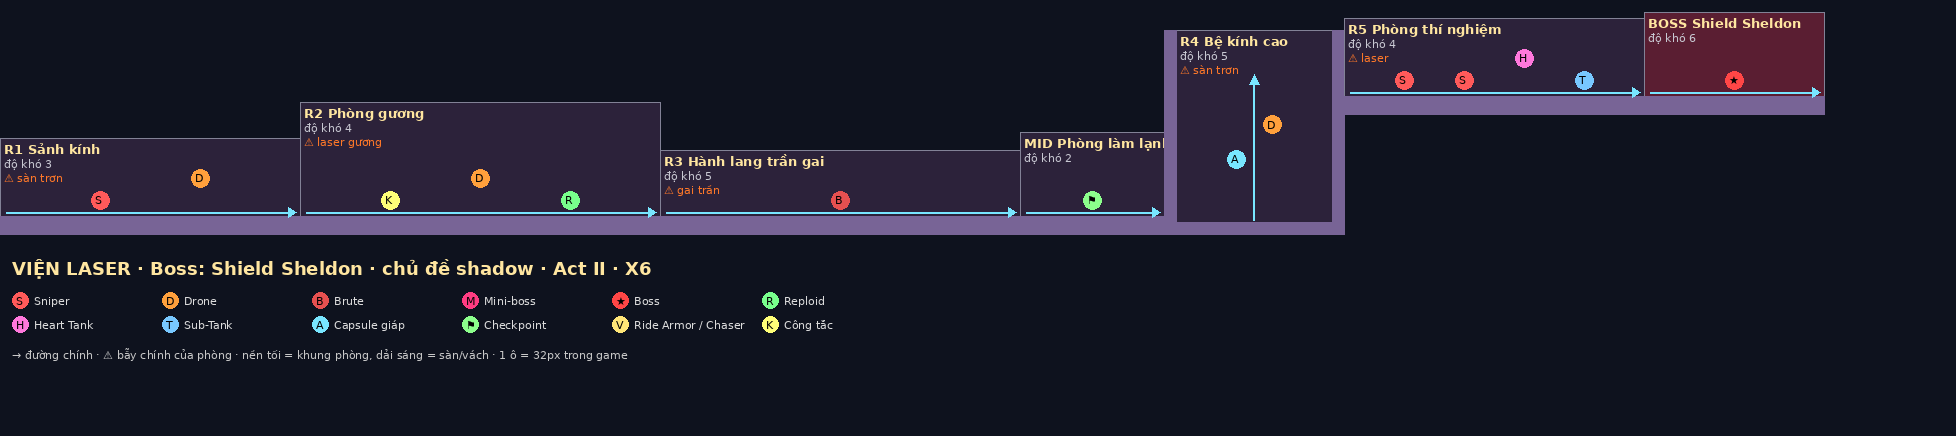 R1 Sảnh kính
độ khó 3
⚠ sàn trơn
S
D
R2 Phòng gương
độ khó 4
⚠ laser gương
K
D
R
R3 Hành lang trần gai
độ khó 5
⚠ gai trần
B
MID Phòng làm lạnh
độ khó 2
⚑
R4 Bệ kính cao
độ khó 5
⚠ sàn trơn
D
A
R5 Phòng thí nghiệm
độ khó 4
⚠ laser
S
S
H
T
BOSS Shield Sheldon
độ khó 6
★
VIỆN LASER · Boss: Shield Sheldon · chủ đề shadow · Act II · X6
S Sniper D Drone B Brute M Mini-boss ★ Boss R Reploid
H Heart Tank T Sub-Tank A Capsule giáp ⚑ Checkpoint V Ride Armor / Chaser K Công tắc
→ đường chính · ⚠ bẫy chính của phòng · nền tối = khung phòng, dải sáng = sàn/vách · 1 ô = 32px trong game